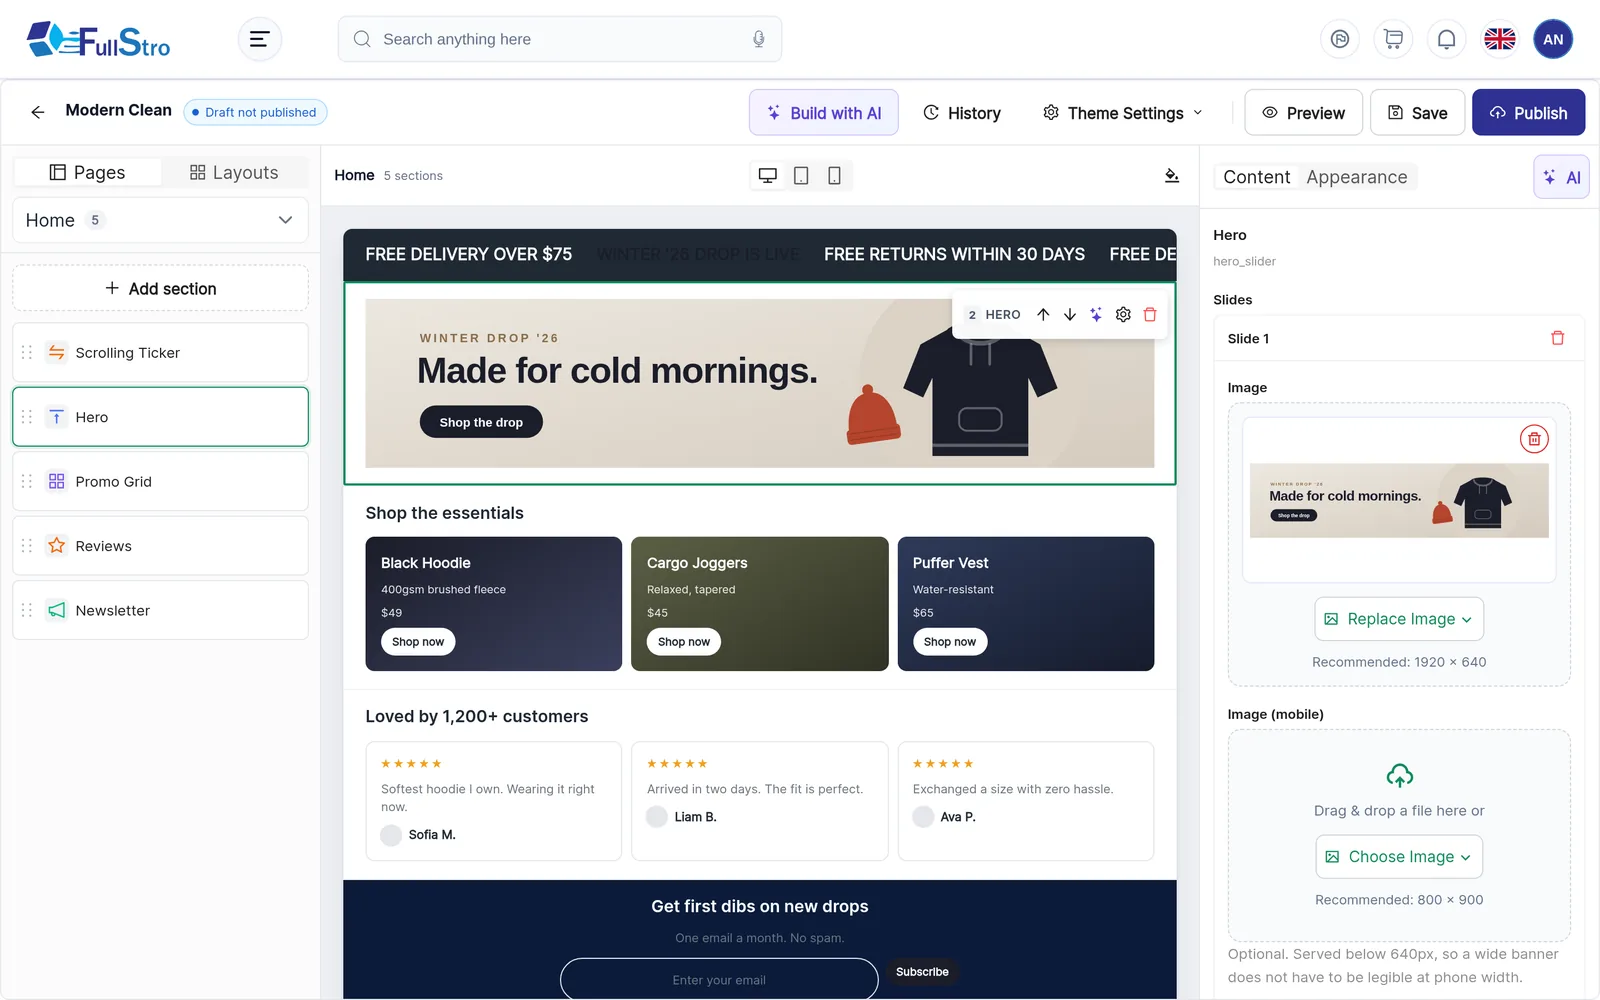 FullStro
Search anything here
AN
Modern Clean
Draft not published
Build with AI
History
Theme Settings
Preview
Save
Publish
Pages
Layouts
Home 5
Add section
Scrolling Ticker
Hero
Promo Grid
Reviews
Newsletter
Home 5 sections
FREE DELIVERY OVER $75 WINTER '26 DROP IS LIVE FREE RETURNS WITHIN 30 DAYS FREE DE
2 HERO
WINTER DROP '26
Made for cold mornings.
Shop the drop
Shop the essentials
Black Hoodie
400gsm brushed fleece
$49
Shop now
Cargo Joggers
Relaxed, tapered
$45
Shop now
Puffer Vest
Water-resistant
$65
Shop now
Loved by 1,200+ customers
★★★★★
Softest hoodie I own. Wearing it right
now.
Sofia M.
★★★★★
Arrived in two days. The fit is perfect.
Liam B.
★★★★★
Exchanged a size with zero hassle.
Ava P.
Get first dibs on new drops
One email a month. No spam.
Enter your email
Subscribe
Content
Appearance
AI
Hero
hero_slider
Slides
Slide 1
Image
WINTER DROP '26
Made for cold mornings.
Shop the drop
Replace Image
Recommended: 1920 × 640
Image (mobile)
Drag & drop a file here or
Choose Image
Recommended: 800 × 900
Optional. Served below 640px, so a wide banner
does not have to be legible at phone width.